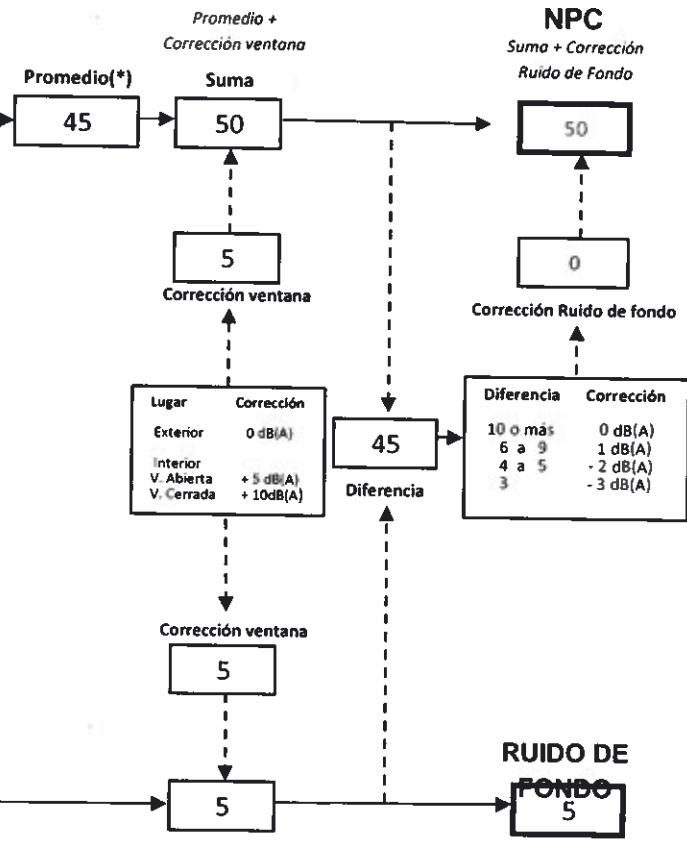 Promedio +
Corrección ventana
NPC
Suma + Corrección
Ruido de Fondo
Promedio(*)
Suma
45
50
50
5
0
Corrección ventana
Corrección Ruido de fondo
Lugar Corrección
Exterior 0 dB(A)
Interior
V. Abierta + 5 dB(A)
V. Cerrada + 10dB(A)
45
Diferencia
Diferencia Corrección
10 o más 0 dB(A)
6 a 9 1 dB(A)
4 a 5 - 2 dB(A)
3 - 3 dB(A)
Corrección ventana
5
5
RUIDO DE
FONDO
5